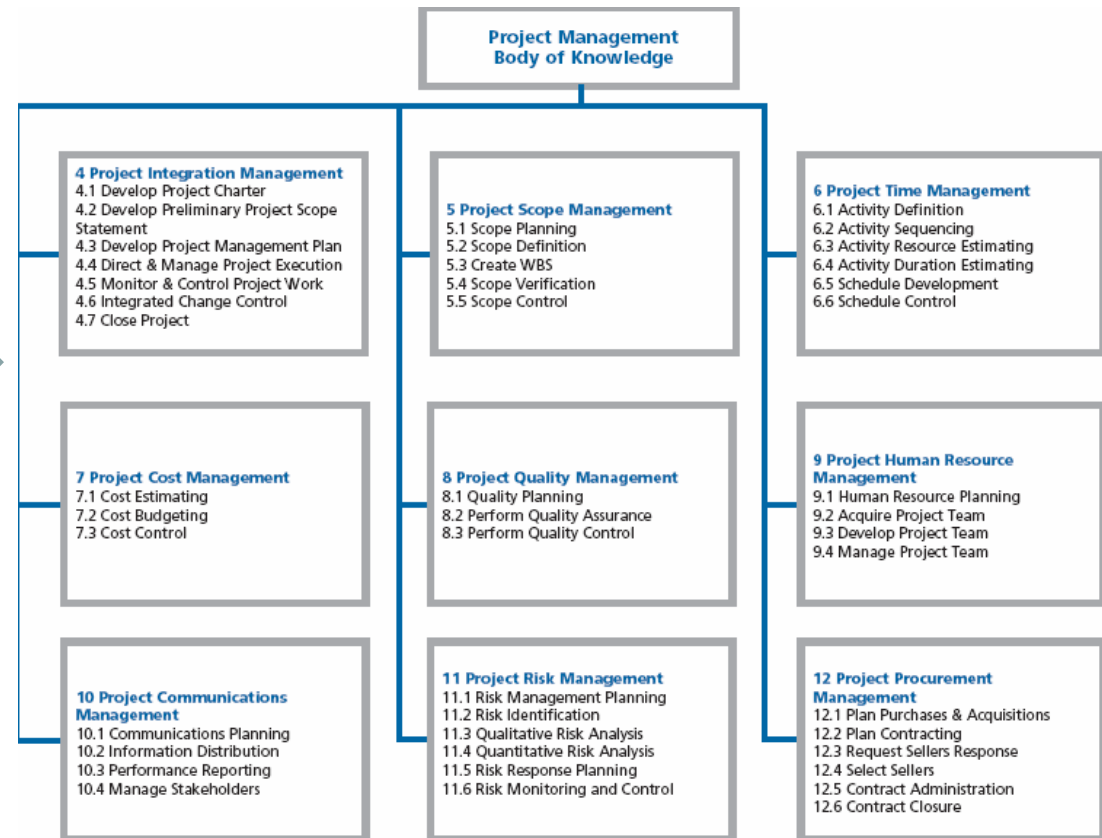 Project Management
Body of Knowledge
4 Project Integration Management
4.1 Develop Project Charter
4.2 Develop Preliminary Project Scope
Statement
4.3 Develop Project Management Plan
4.4 Direct & Manage Project Execution
4.5 Monitor & Control Project Work
4.6 Integrated Change Control
4.7 Close Project
5 Project Scope Management
5.1 Scope Planning
5.2 Scope Definition
5.3 Create WBS
5.4 Scope Verification
5.5 Scope Control
6 Project Time Management
6.1 Activity Definition
6.2 Activity Sequencing
6.3 Activity Resource Estimating
6.4 Activity Duration Estimating
6.5 Schedule Development
6.6 Schedule Control
7 Project Cost Management
7.1 Cost Estimating
7.2 Cost Budgeting
7.3 Cost Control
8 Project Quality Management
8.1 Quality Planning
8.2 Perform Quality Assurance
8.3 Perform Quality Control
9 Project Human Resource
Management
9.1 Human Resource Planning
9.2 Acquire Project Team
9.3 Develop Project Team
9.4 Manage Project Team
10 Project Communications
Management
10.1 Communications Planning
10.2 Information Distribution
10.3 Performance Reporting
10.4 Manage Stakeholders
11 Project Risk Management
11.1 Risk Management Planning
11.2 Risk Identification
11.3 Qualitative Risk Analysis
11.4 Quantitative Risk Analysis
11.5 Risk Response Planning
11.6 Risk Monitoring and Control
12 Project Procurement
Management
12.1 Plan Purchases & Acquisitions
12.2 Plan Contracting
12.3 Request Sellers Response
12.4 Select Sellers
12.5 Contract Administration
12.6 Contract Closure